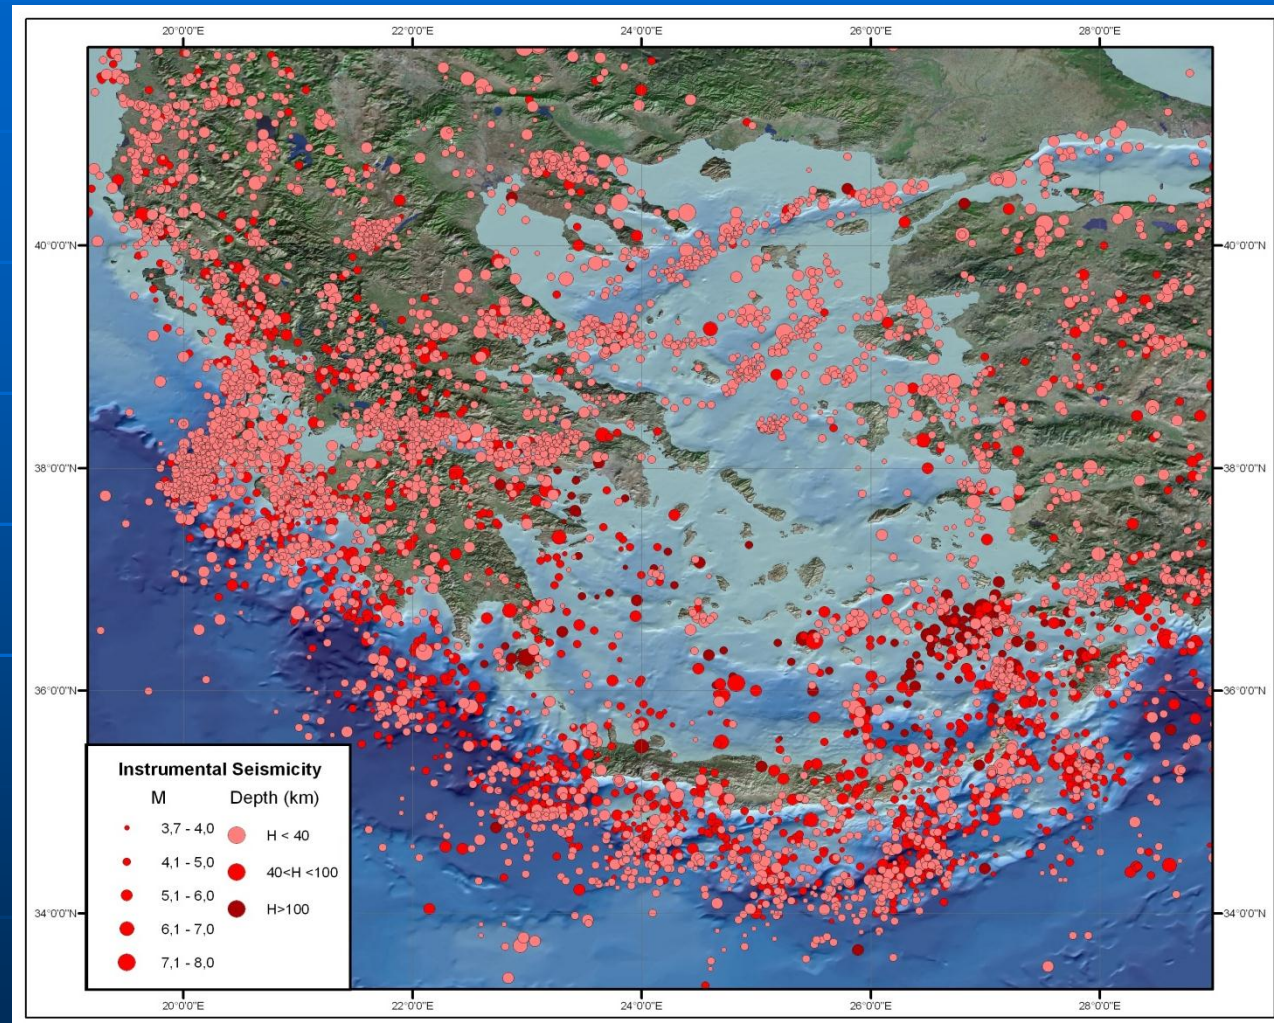 20°0'0"E 22°0'0"E 24°0'0"E 26°0'0"E 28°0'0"E
40°0'0"N 40°0'0"N
38°0'0"N 38°0'0"N
36°0'0"N 36°0'0"N
34°0'0"N 34°0'0"N
Instrumental Seismicity
M Depth (km)
3,7 - 4,0
H < 40
4,1 - 5,0
40<H <100
5,1 - 6,0
H>100
6,1 - 7,0
7,1 - 8,0
20°0'0"E 22°0'0"E 24°0'0"E 26°0'0"E 28°0'0"E